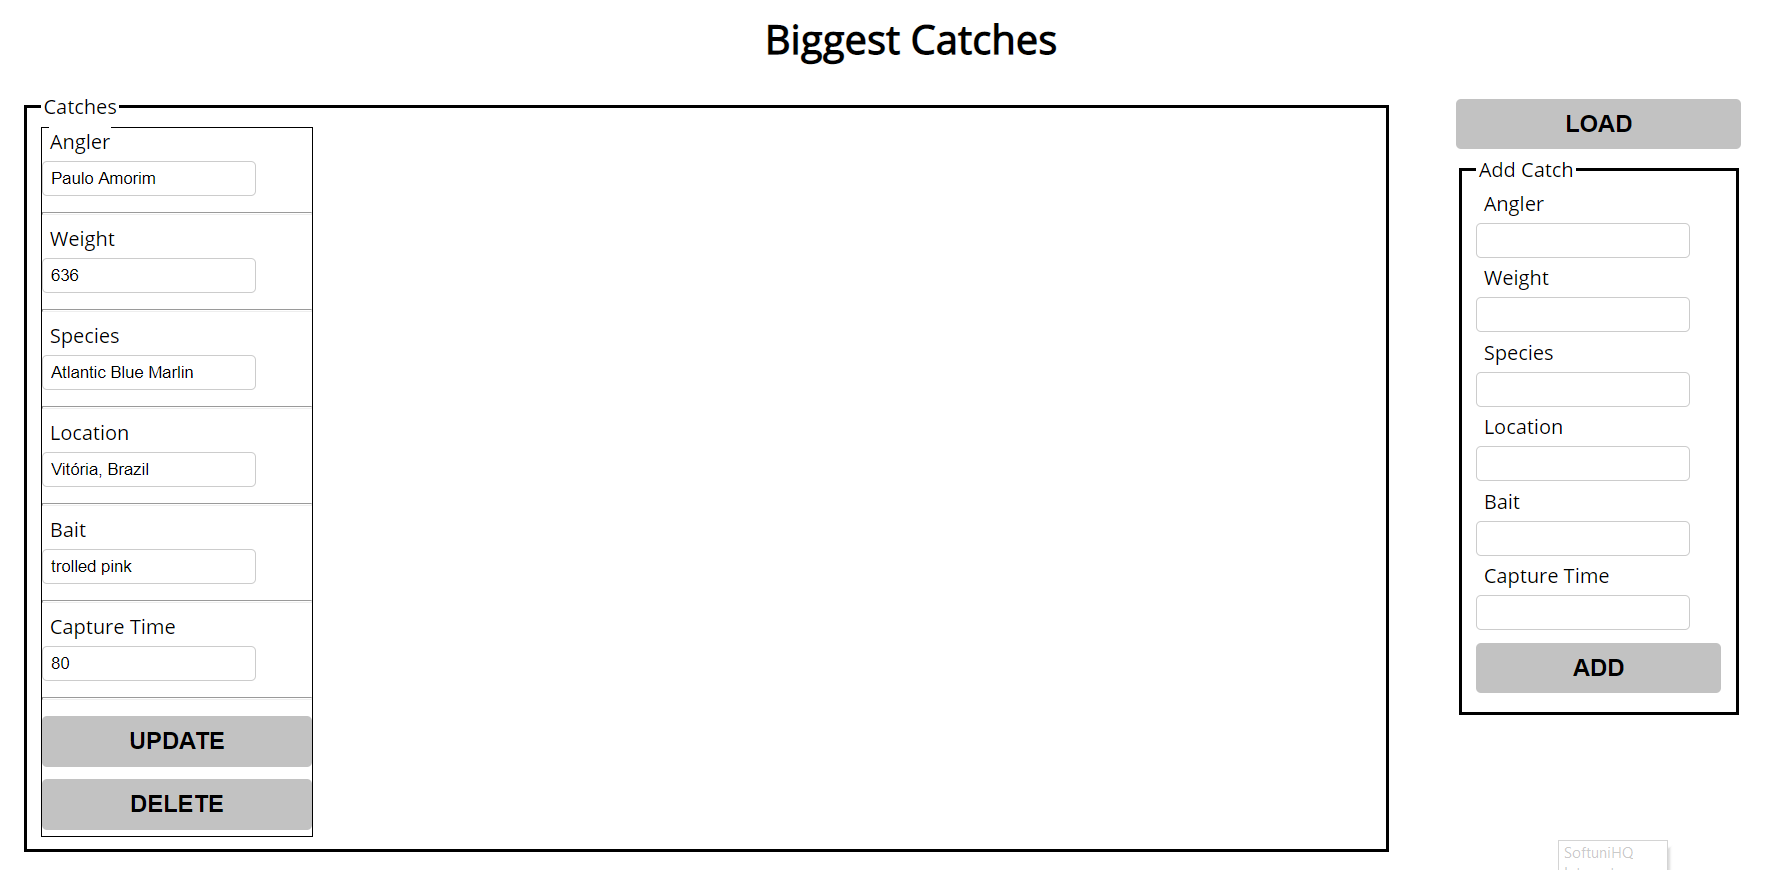 Biggest Catches
Catches
Angler
Paulo Amorim
Weight
636
Species
Atlantic Blue Marlin
Location
Vitória, Brazil
Bait
trolled pink
Capture Time
80
UPDATE
DELETE
LOAD
Add Catch
Angler
Weight
Species
Location
Bait
Capture Time
ADD
SoftuniHQ